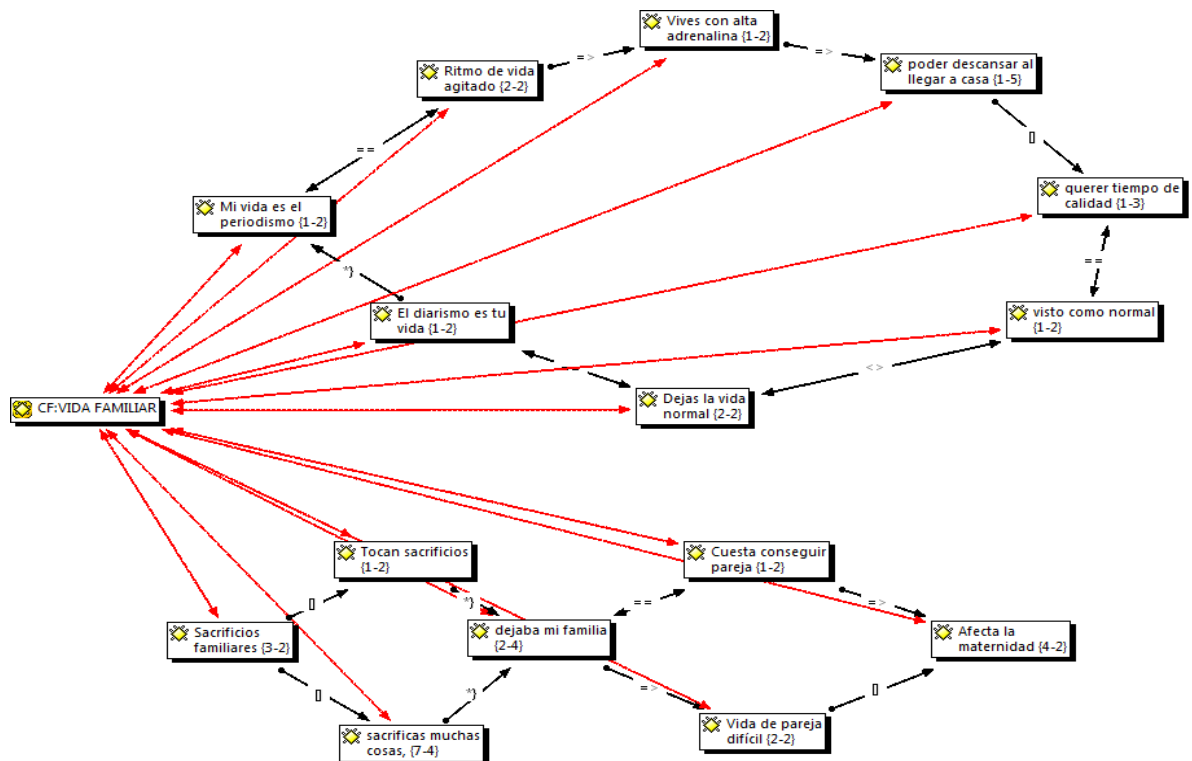 Vives con alta
adrenalina {1-2}
=>
=>
Ritmo de vida
agitado {2-2}
poder descansar al
llegar a casa {1-5}
[]
==
Mi vida es el
periodismo {1-2}
querer tiempo de
calidad {1-3}
*}
==
El diarismo es tu
vida {1-2}
visto como normal
{1-2}
<>
CF:VIDA FAMILIAR
Dejas la vida
normal {2-2}
Tocan sacrificios
{1-2}
Cuesta conseguir
pareja {1-2}
[]
*}
==
=>
Sacrificios
familiares {3-2}
dejaba mi familia
{2-4}
Afecta la
maternidad {4-2}
[]
*}
=>
[]
sacrificas muchas
cosas, {7-4}
Vida de pareja
difícil {2-2}